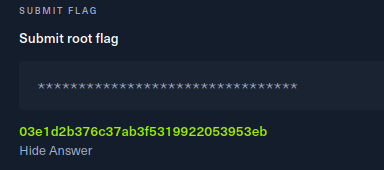 SUBMIT FLAG
Submit root flag
********************************
03e1d2b376c37ab3f5319922053953eb
Hide Answer